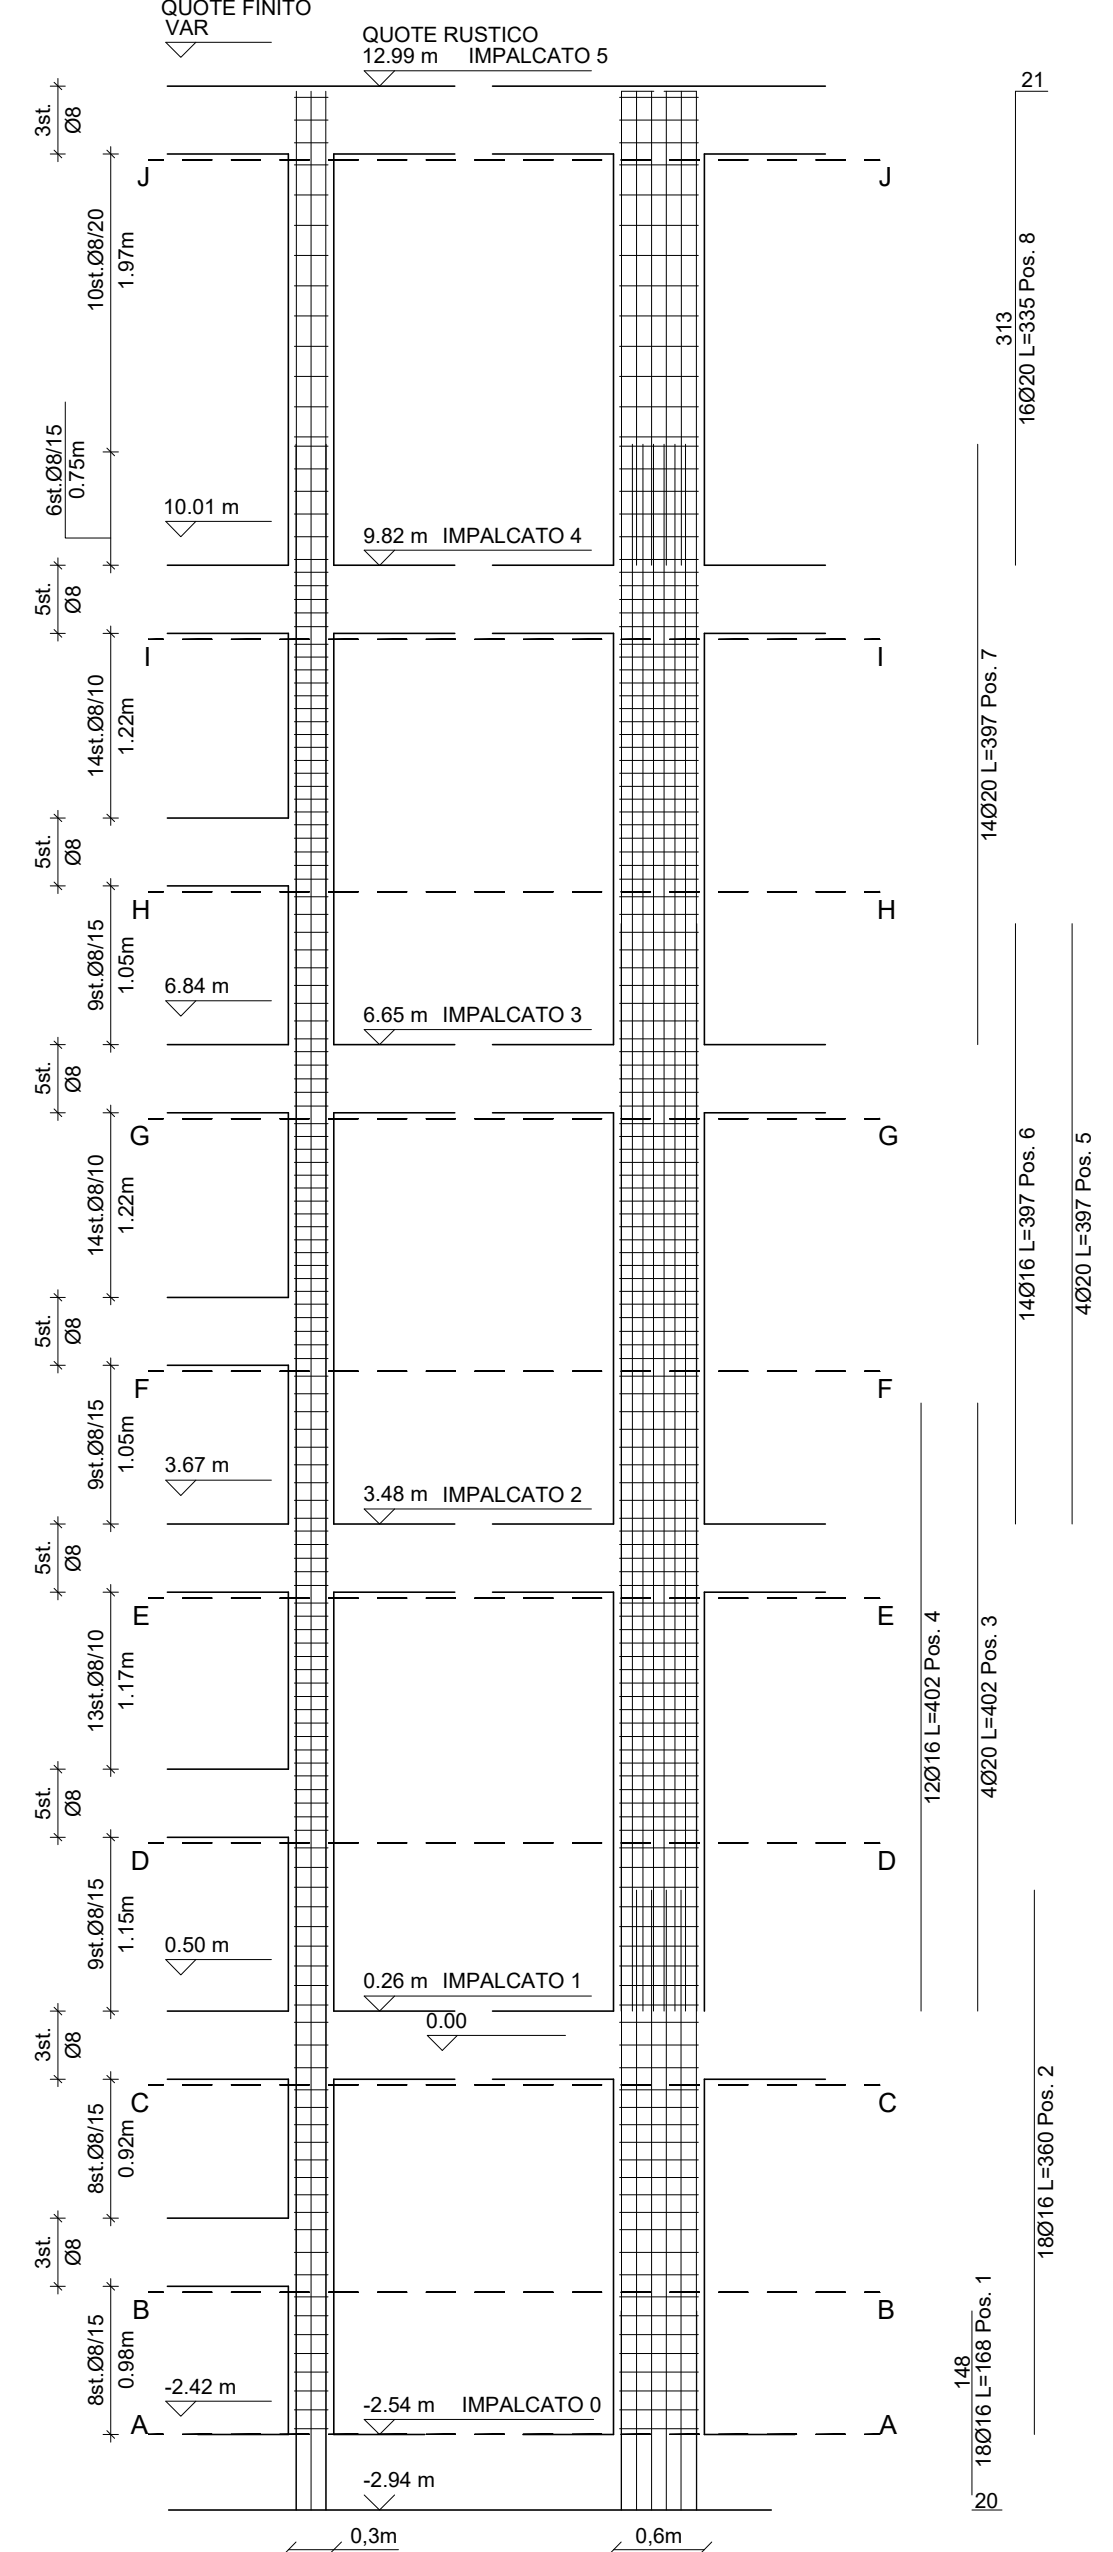 QUOTE FINITO
VAR
QUOTE RUSTICO
12.99 m IMPALCATO 5
21
3st.
Ø8
J
J
10st.Ø8/20
1.97m
313
16Ø20 L=335 Pos. 8
6st.Ø8/15
0.75m
10.01 m
9.82 m IMPALCATO 4
5st.
Ø8
I
I
14st.Ø8/10
1.22m
14Ø20 L=397 Pos. 7
5st.
Ø8
H
H
9st.Ø8/15
1.05m
6.84 m
6.65 m IMPALCATO 3
5st.
Ø8
G
G
14st.Ø8/10
1.22m
14Ø16 L=397 Pos. 6
4Ø20 L=397 Pos. 5
5st.
Ø8
F
F
9st.Ø8/15
1.05m
3.67 m
3.48 m IMPALCATO 2
5st.
Ø8
E
E
13st.Ø8/10
1.17m
12Ø16 L=402 Pos. 4
4Ø20 L=402 Pos. 3
5st.
Ø8
D
D
9st.Ø8/15
1.15m
0.50 m
0.26 m IMPALCATO 1
0.00
3st.
Ø8
C
C
8st.Ø8/15
0.92m
18Ø16 L=360 Pos. 2
3st.
Ø8
B
B
8st.Ø8/15
0.98m
-2.42 m
-2.54 m IMPALCATO 0
148
18Ø16 L=168 Pos. 1
A
A
-2.94 m
20
0,3m
0,6m